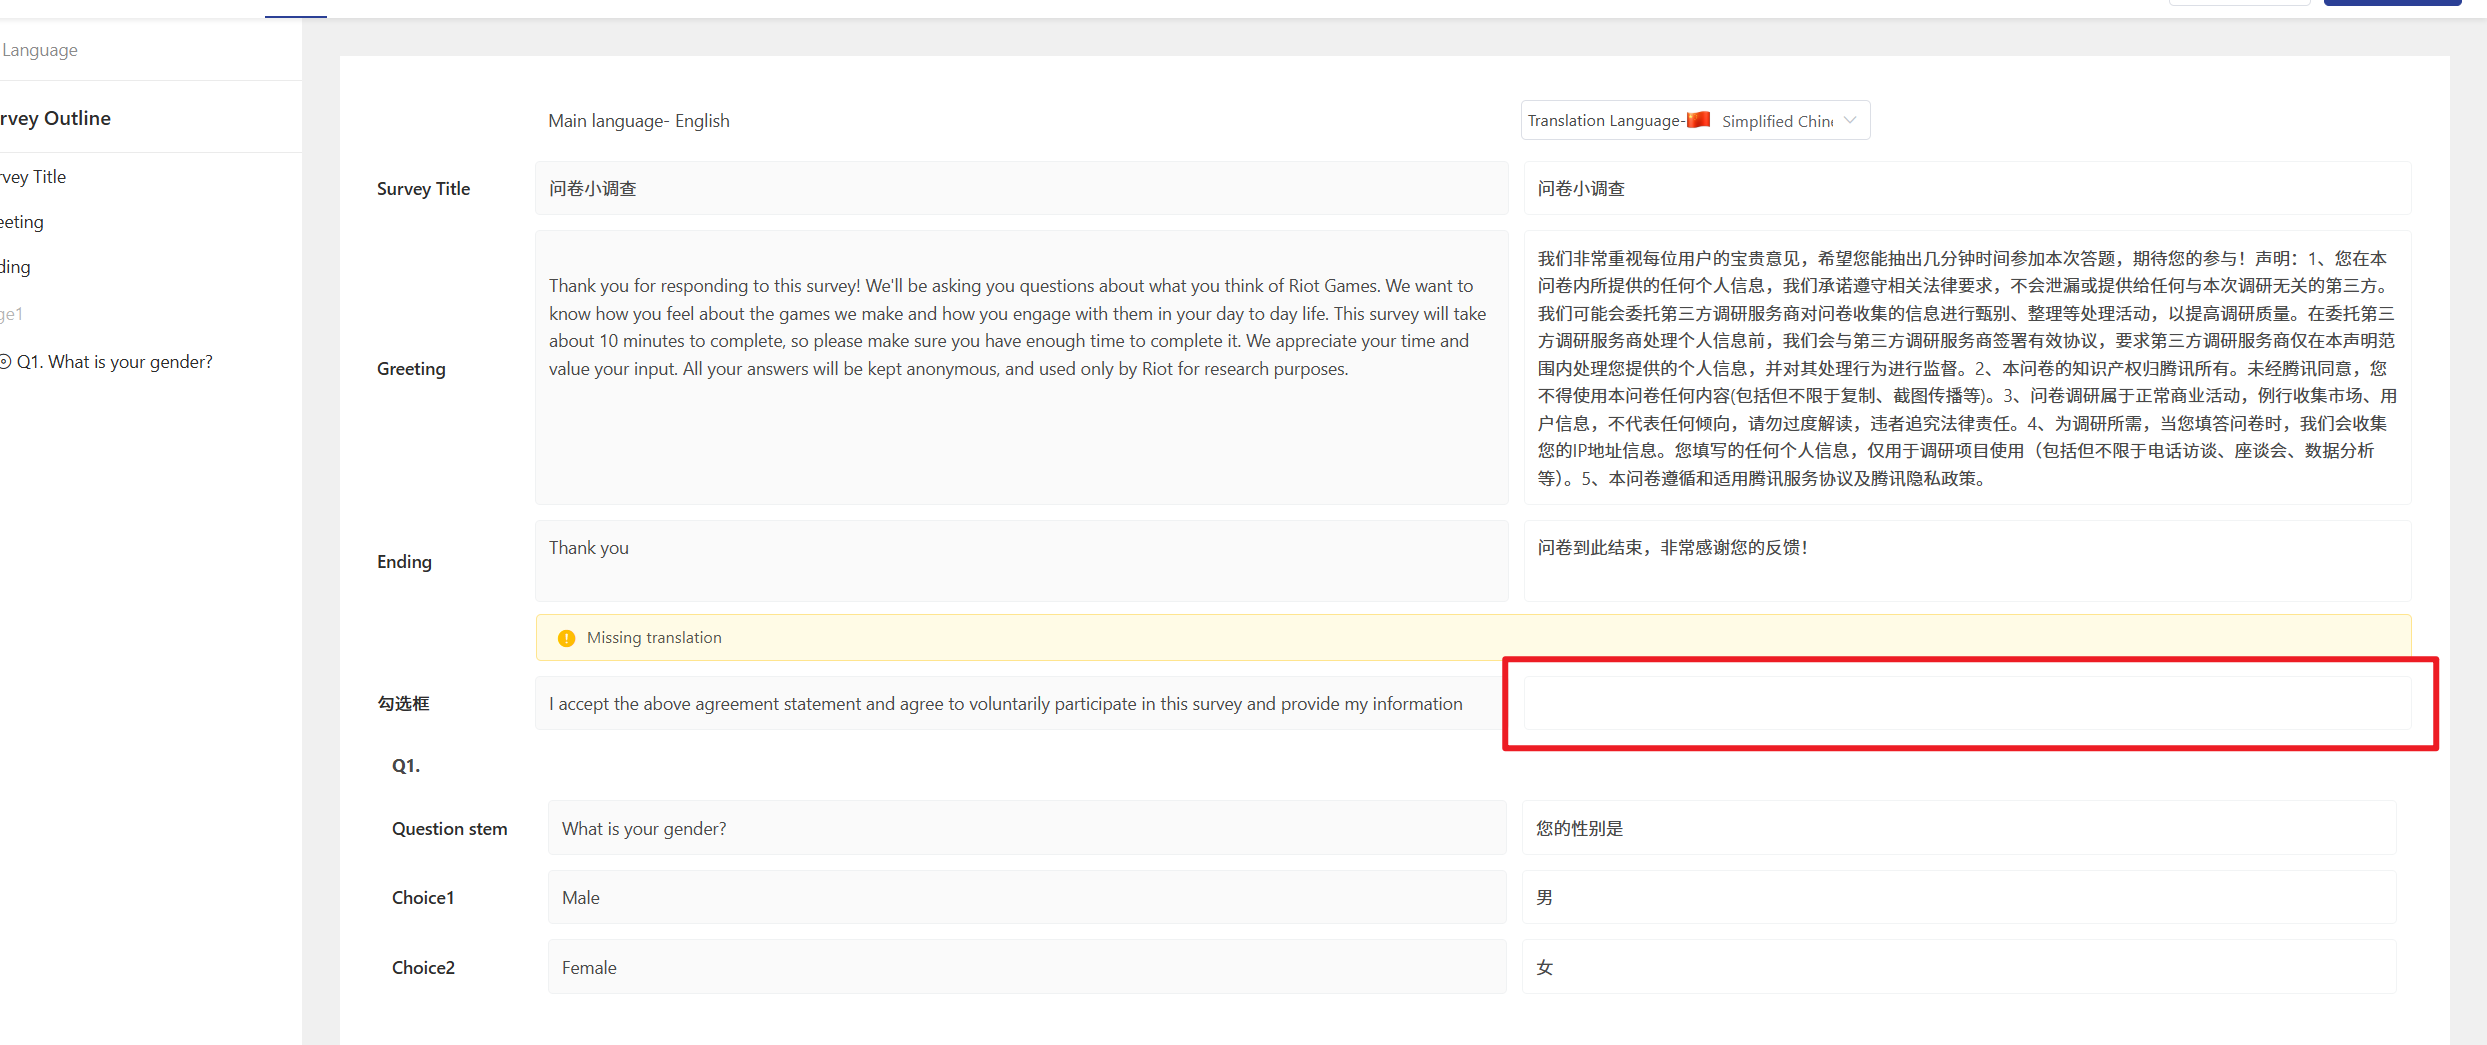 Language
rvey Outline
rvey Title
eeting
ding
ge1
Q1. What is your gender?
Main language- English
Translation Language- Simplified Chin
Survey Title
问卷小调查
问卷小调查
Greeting
Thank you for responding to this survey! We'll be asking you questions about what you think of Riot Games. We want to
know how you feel about the games we make and how you engage with them in your day to day life. This survey will take
about 10 minutes to complete, so please make sure you have enough time to complete it. We appreciate your time and
value your input. All your answers will be kept anonymous, and used only by Riot for research purposes.
我们非常重视每位用户的宝贵意见，希望您能抽出几分钟时间参加本次答题，期待您的参与！声明：1、您在本
问卷内所提供的任何个人信息，我们承诺遵守相关法律要求，不会泄漏或提供给任何与本次调研无关的第三方。
我们可能会委托第三方调研服务商对问卷收集的信息进行甄别、整理等处理活动，以提高调研质量。在委托第三
方调研服务商处理个人信息前，我们会与第三方调研服务商签署有效协议，要求第三方调研服务商仅在本声明范
围内处理您提供的个人信息，并对其处理行为进行监督。2、本问卷的知识产权归腾讯所有。未经腾讯同意，您
不得使用本问卷任何内容(包括但不限于复制、截图传播等)。3、问卷调研属于正常商业活动，例行收集市场、用
户信息，不代表任何倾向，请勿过度解读，违者追究法律责任。4、为调研所需，当您填答问卷时，我们会收集
您的IP地址信息。您填写的任何个人信息，仅用于调研项目使用（包括但不限于电话访谈、座谈会、数据分析
等）。5、本问卷遵循和适用腾讯服务协议及腾讯隐私政策。
Ending
Thank you
问卷到此结束，非常感谢您的反馈！
Missing translation
勾选框
I accept the above agreement statement and agree to voluntarily participate in this survey and provide my information
Q1.
Question stem
What is your gender?
您的性别是
Choice1
Male
男
Choice2
Female
女